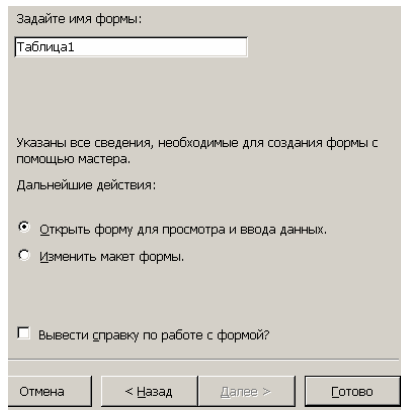 Задайте имя формы:
Таблица1
Указаны все сведения, необходимые для создания формы с
помощью мастера.
Дальнейшие действия:
Открыть форму для просмотра и ввода данных.
Изменить макет формы.
Вывести справку по работе с формой?
Отмена < Назад Далее > Готово